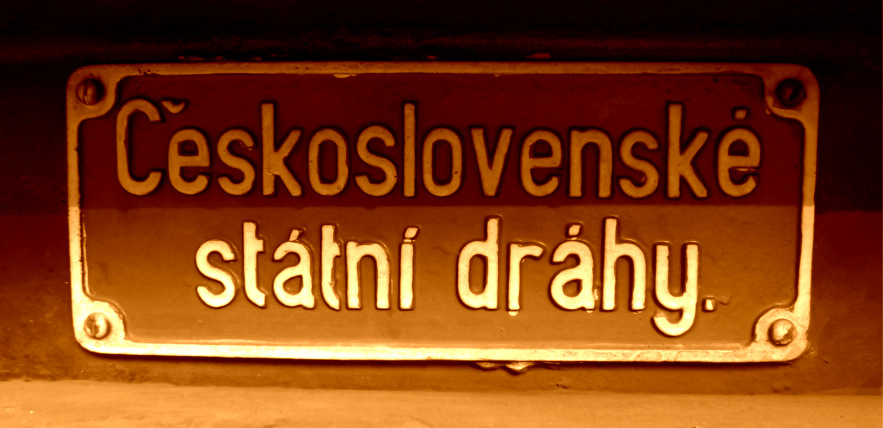 Československé
státní dráhy.